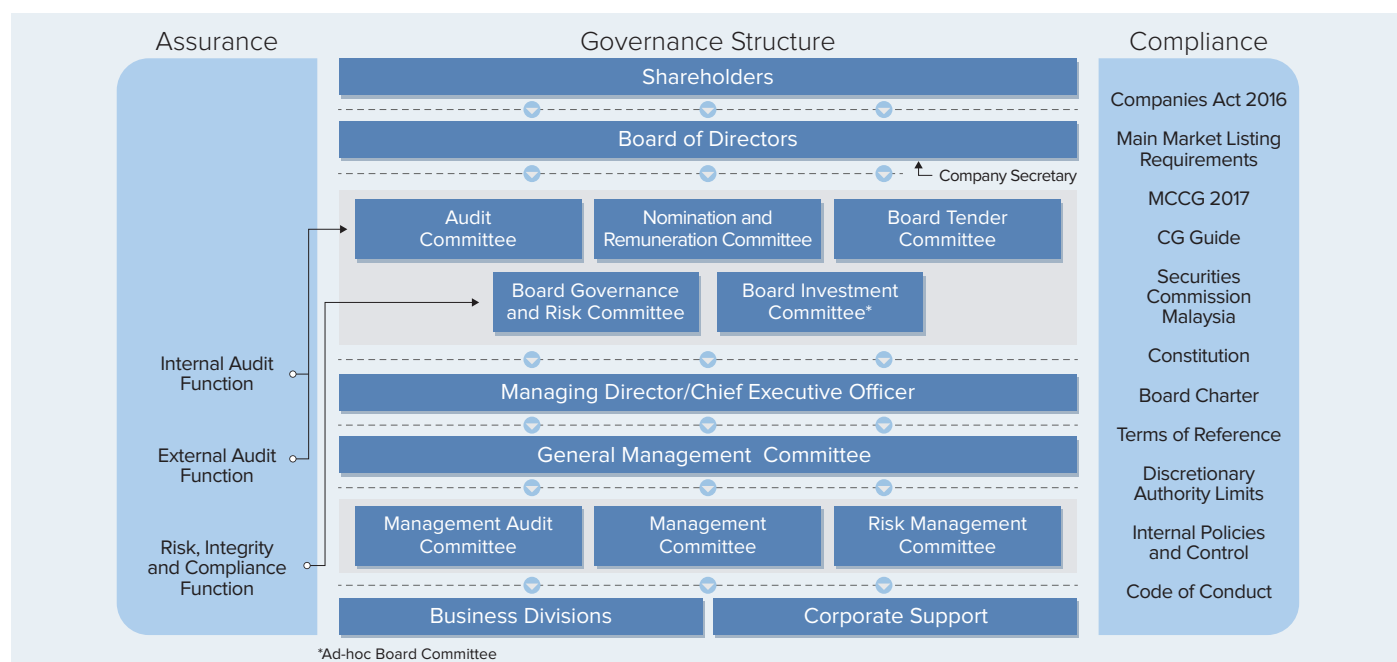 Assurance
Governance Structure
Compliance
Shareholders
Board of Directors
Company Secretary
Audit
Committee
Nomination and
Remuneration Committee
Board Tender
Committee
Board Governance
and Risk Committee
Board Investment
Committee*
Managing Director/Chief Executive Officer
General Management Committee
Management Audit
Committee
Management
Committee
Risk Management
Committee
Business Divisions
Corporate Support
*Ad-hoc Board Committee
Internal Audit
Function
External Audit
Function
Risk, Integrity
and Compliance
Function
Companies Act 2016
Main Market Listing
Requirements
MCCG 2017
CG Guide
Securities
Commission
Malaysia
Constitution
Board Charter
Terms of Reference
Discretionary
Authority Limits
Internal Policies
and Control
Code of Conduct